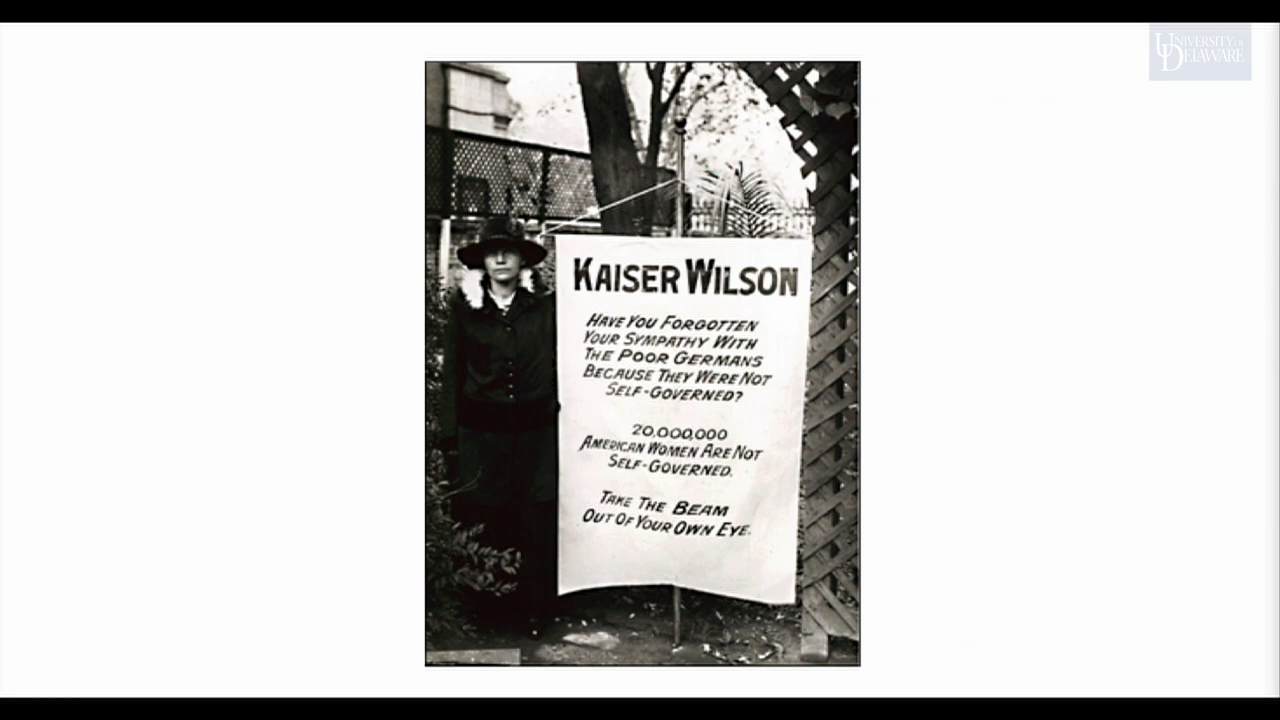 UNIVERSITY OF
DELAWARE
KAISER WILSON
HAVE YOU FORGOTTEN
YOUR SYMPATHY WITH
THE POOR GERMANS
BECAUSE THEY WERE NOT
SELF-GOVERNED?
20,000,000
AMERICAN WOMEN ARE NOT
SELF-GOVERNED.
TAKE THE BEAM
OUT OF YOUR OWN EYE.